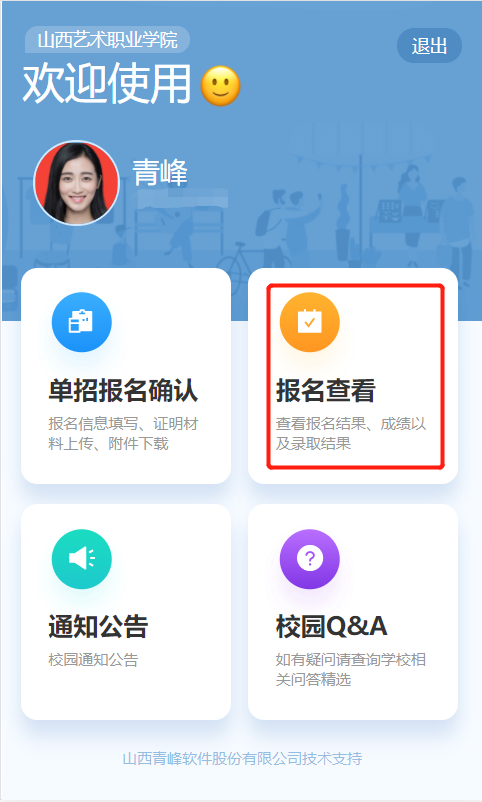 山西艺术职业学院
退出
欢迎使用
青峰
单招报名确认
报名信息填写、证明材
料上传、附件下载
报名查看
查看报名结果、成绩以
及录取结果
通知公告
校园通知公告
校园Q&A
如有疑问请查询学校相
关问答精选
山西青峰软件股份有限公司技术支持